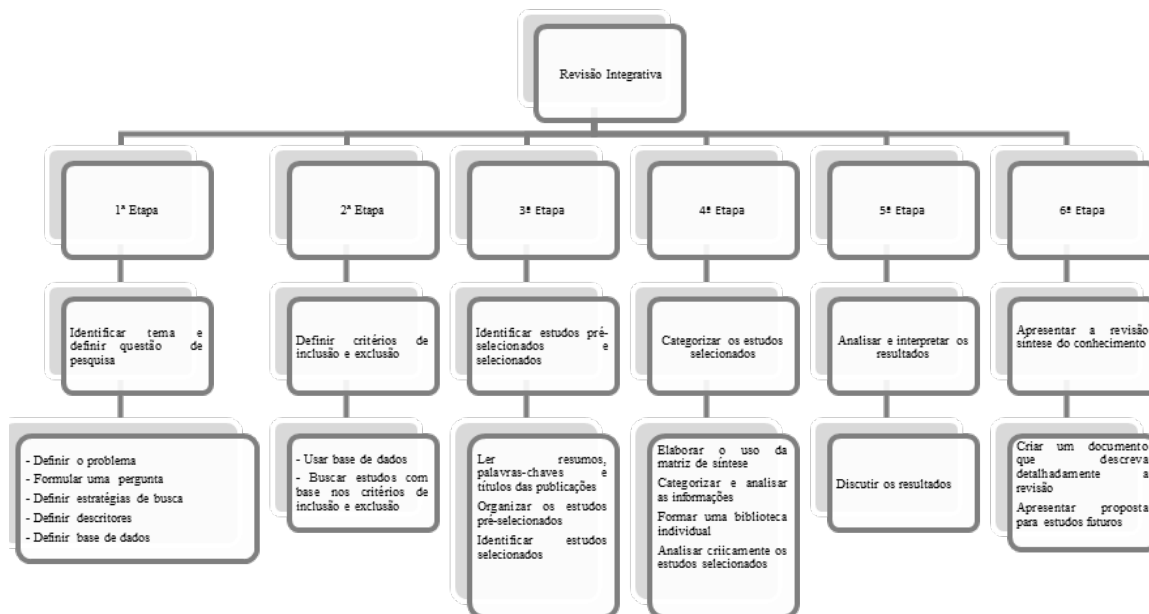 Revisão Integrativa
1ª Etapa
2ª Etapa
3ª Etapa
4ª Etapa
5ª Etapa
6ª Etapa
Identificar tema e
definir questão de
pesquisa
Definir critérios de
inclusão e exclusão
Identificar estudos pré-
selecionados e
selecionados
Categorizar os estudos
selecionados
Analisar e interpretar os
resultados
Apresentar a revisão
síntese do conhecimento
- Definir o problema
- Formular uma pergunta
- Definir estratégias de busca
- Definir descritores
- Definir base de dados
- Usar base de dados
- Buscar estudos com
base nos critérios de
inclusão e exclusão
Ler resumos,
palavras-chaves e
títulos das publicações
Organizar os estudos
pré-selecionados
Identificar estudos
selecionados
Elaborar o uso da
matriz de síntese
Categorizar e analisar
as informações
Formar uma biblioteca
individual
Analisar criicamente os
estudos selecionados
Discutir os resultados
Criar um documento
que descreva
detalhadamente a
revisão
Apresentar proposta
para estudos futuros